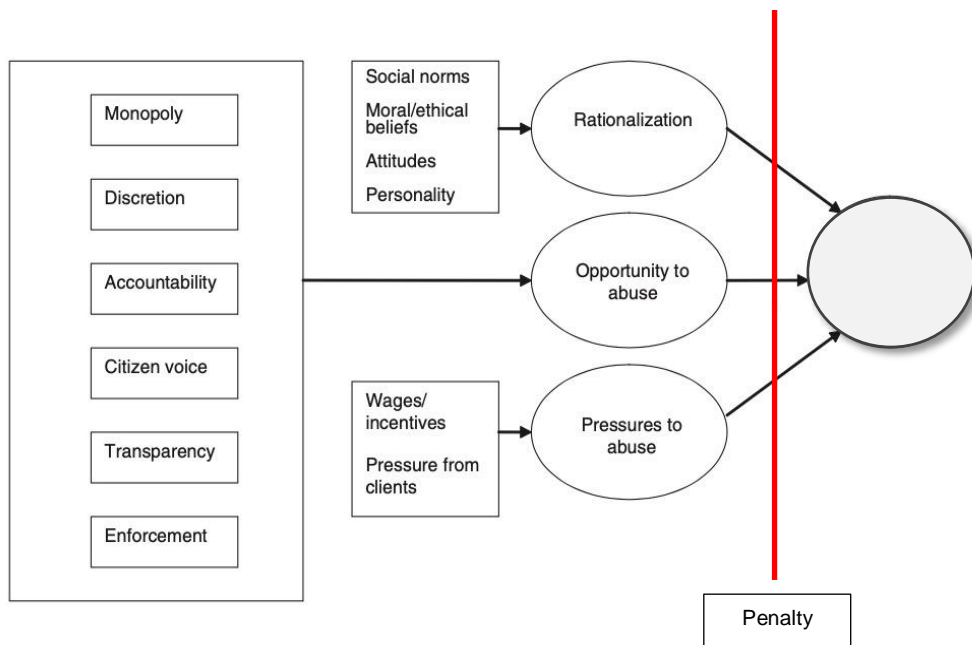 Monopoly
Discretion
Accountability
Citizen voice
Transparency
Enforcement
Social norms
Moral/ethical
beliefs
Attitudes
Personality
Wages/
incentives
Pressure from
clients
Rationalization
Opportunity to
abuse
Pressures to
abuse
Penalty